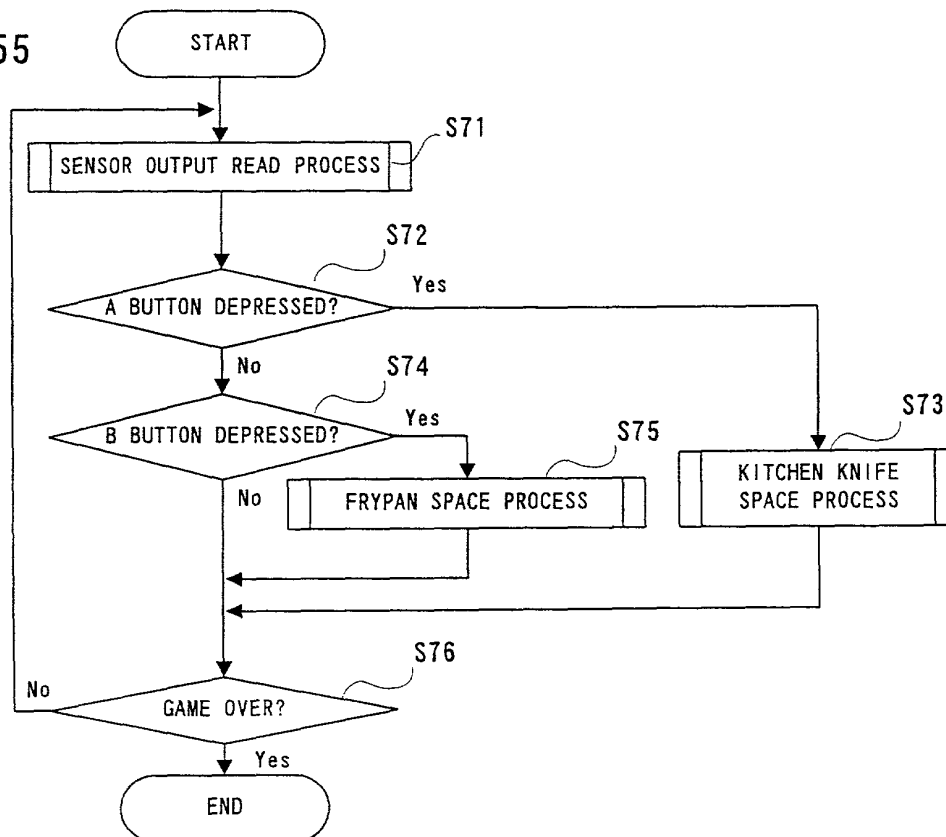 55
START
S71
SENSOR OUTPUT READ PROCESS
S72
A BUTTON DEPRESSED?
Yes
No
S74
B BUTTON DEPRESSED?
Yes
No
S75
FRYPAN SPACE PROCESS
S73
KITCHEN KNIFE
SPACE PROCESS
S76
GAME OVER?
No
Yes
END